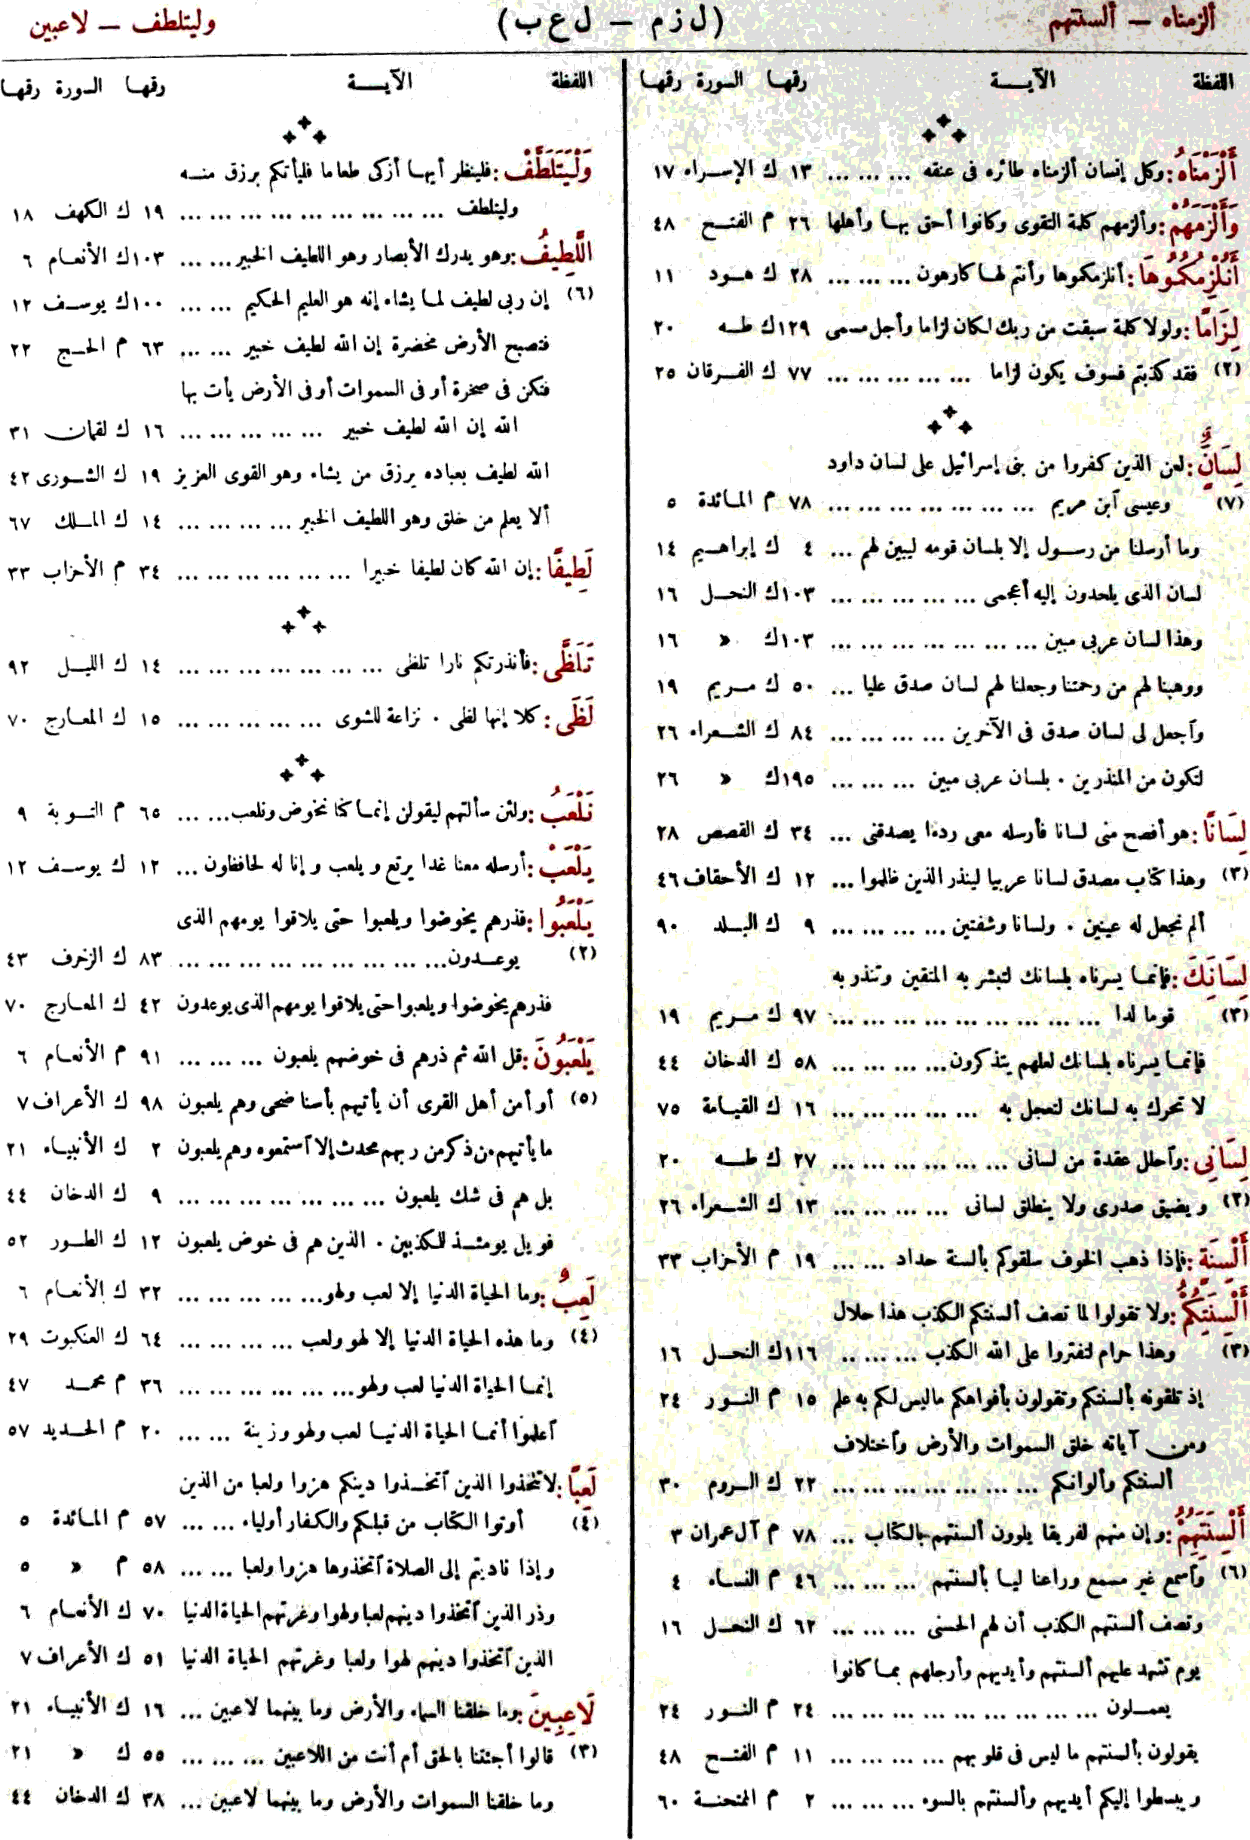 ألزمناه — ألسنتهم (ل ز م — ل ع ب) وليتلطف — لاعبين
اللفظة الآيـــة رقمها السورة رقمها
أَلْزَمْنَاهُ : وكل إنسان ألزمناه طائره فى عنقه ... ... ... ١٣ ك الإسراء ١٧
وَأَلْزَمَهُمْ : وألزمهم كلمة التقوى وكانوا أحق بها وأهلها ٢٦ م الفتح ٤٨
أَنُلْزِمُكُمُوهَا : أنلزمكموها وأنتم لها كارهون ... ... ... ٢٨ ك هود ١١
لِزَامًا : ولولا كلمة سبقت من ربك لكان لزاما وأجل مسمى ١٢٩ ك طه ٢٠
(٢) فقد كذبتم فسوف يكون لزاما ... ... ... ... ... ٧٧ ك الفرقان ٢٥
لِسَانٌ : لعن الذين كفروا من بنى إسرائيل على لسان داود
(٧) وعيسى آبن مريم ... ... ... ... ... ... ... ٧٨ م المائدة ٥
وما أرسلنا من رسول إلا بلسان قومه ليبين لهم ... ٤ ك إبراهيم ١٤
لسان الذى يلحدون إليه أعجمى ... ... ... ... ... ١٠٣ ك النحل ١٦
وهذا لسان عربى مبين ... ... ... ... ... ... ... ١٠٣ ك » ١٦
ووهبنا لهم من رحمتنا وجعلنا لهم لسان صدق عليا ... ٥٠ ك مريم ١٩
وآجعل لى لسان صدق فى الآخرين ... ... ... ... ٨٤ ك الشعراء ٢٦
لتكون من المنذرين ٠ بلسان عربى مبين ... ... ... ١٩٥ ك » ٢٦
لِسَانًا : هو أفصح منى لسانا فأرسله معى ردءا يصدقنى ... ٣٤ ك القصص ٢٨
(٣) وهذا كتاب مصدق لسانا عربيا لينذر الذين ظلموا ... ١٢ ك الأحقاف ٤٦
ألم نجعل له عينين ٠ ولسانا وشفتين ... ... ... ... ٩ ك البلد ٩٠
لِسَانِكَ : فإنما يسرناه بلسانك لتبشر به المتقين وتنذر به
(٣) قوما لدا ... ... ... ... ... ... ... ... ... ٩٧ ك مريم ١٩
فإنما يسرناه بلسانك لعلهم يتذكرون... ... ... ... ٥٨ ك الدخان ٤٤
لا تحرك به لسانك لتعجل به ... ... ... ... ... ١٦ ك القيامة ٧٥
لِسَانِى : وآحلل عقدة من لسانى ... ... ... ... ... ... ٢٧ ك طه ٢٠
(٢) ويضيق صدرى ولا ينطلق لسانى ... ... ... ... ١٣ ك الشعراء ٢٦
أَلْسِنَةٍ : فإذا ذهب الخوف سلقوكم بألسنة حداد ... ... ١٩ م الأحزاب ٣٣
أَلْسِنَتُكُمْ : ولا تقولوا لما تصف ألسنتكم الكذب هذا حلال
(٣) وهذا حرام لتفتروا على الله الكذب ... ... .. ١١٦ ك النحل ١٦
إذ تلقونه بألسنتكم وتقولون بأفواهكم ماليس لكم به علم ١٥ م النور ٢٤
ومن آياته خلق السموات والأرض وآختلاف
ألسنتكم وألوانكم ... ... ... ... ... ... ... ٢٢ ك الروم ٣٠
أَلْسِنَتَهُمْ : وإن منهم لفريقا يلوون ألسنتهم بالكتاب ... ٧٨ م آل عمران ٣
(٦) وآسمع غير مسمع وراعنا ليا بألسنتهم ... ... ... ٤٦ م النساء ٤
وتصف ألسنتهم الكذب أن لهم الحسنى ... ... ... ٦٢ ك النحل ١٦
يوم تشهد عليهم ألسنتهم وأيديهم وأرجلهم بما كانوا
يعملون ... ... ... ... ... ... ... ... ... ٢٤ م النور ٢٤
يقولون بألسنتهم ما ليس فى قلوبهم ... ... ... ... ١١ م الفتح ٤٨
ويبسطوا إليكم أيديهم وألسنتهم بالسوء ... ... ... ٢ م الممتحنة ٦٠
اللفظة الآيـــة رقمها السورة رقمها
وَلْيَتَلَطَّفْ : فلينظر أيها أزكى طعاما فليأتكم برزق منه
وليتلطف ... ... ... ... ... ... ... ... ... ١٩ ك الكهف ١٨
اللَّطِيفُ : وهو يدرك الأبصار وهو اللطيف الخبير... ... ١٠٣ ك الأنعام ٦
(٦) إن ربى لطيف لما يشاء إنه هو العليم الحكيم ... ... ١٠٠ ك يوسف ١٢
فتصبح الأرض مخضرة إن الله لطيف خبير ... ... ٦٣ م الحج ٢٢
فتكن فى صخرة أو فى السموات أو فى الأرض يأت بها
الله إن الله لطيف خبير ... ... ... ... ... ١٦ ك لقمان ٣١
الله لطيف بعباده يرزق من يشاء وهو القوى العزيز ١٩ ك الشورى ٤٢
ألا يعلم من خلق وهو اللطيف الخبير ... ... ... ... ١٤ ك الملك ٦٧
لَطِيفًا : إن الله كان لطيفا خبيرا ... ... ... ... ... ... ٣٤ م الأحزاب ٣٣
تَلَظَّى : فأنذرتكم نارا تلظى ... ... ... ... ... ... ... ١٤ ك الليل ٩٢
لَظَى : كلا إنها لظى ٠ نزاعة للشوى ... ... ... ... ... ١٥ ك المعارج ٧٠
نَلْعَبُ : ولئن سألتهم ليقولن إنما كنا نخوض ونلعب... ... ٦٥ م التوبة ٩
يَلْعَبْ : أرسله معنا غدا يرتع ويلعب وإنا له لحافظون ... ١٢ ك يوسف ١٢
يَلْعَبُوا : فذرهم يخوضوا ويلعبوا حتى يلاقوا يومهم الذى
(٢) يوعدون... ... ... ... ... ... ... ... ... ٨٣ ك الزخرف ٤٣
فذرهم يخوضوا ويلعبوا حتى يلاقوا يومهم الذى يوعدون ٤٢ ك المعارج ٧٠
يَلْعَبُونَ : قل الله ثم ذرهم فى خوضهم يلعبون ... ... ... ٩١ م الأنعام ٦
(٥) أو أمن أهل القرى أن يأتيهم بأسنا ضحى وهم يلعبون ٩٨ ك الأعراف ٧
ما يأتيهم من ذكر من ربهم محدث إلا آستمعوه وهم يلعبون ٢ ك الأنبياء ٢١
بل هم فى شك يلعبون ... ... ... ... ... ... ... ٩ ك الدخان ٤٤
فويل يومئذ للمكذبين ٠ الذين هم فى خوض يلعبون ١٢ ك الطور ٥٢
لَعِبٌ : وما الحياة الدنيا إلا لعب ولهو... ... ... ... ... ٣٢ ك الأنعام ٦
(٤) وما هذه الحياة الدنيا إلا لهو ولعب ... ... ... ... ٦٤ ك العنكبوت ٢٩
إنما الحياة الدنيا لعب ولهو... ... ... ... ... ... ٣٦ م محمد ٤٧
آعلموا أنما الحياة الدنيا لعب ولهو وزينة ... ... ٢٠ م الحديد ٥٧
لَعِبًا : لا تتخذوا الذين آتخذوا دينكم هزوا ولعبا من الذين
(٤) أوتوا الكتاب من قبلكم والكفار أولياء ... ... ٥٧ م المائدة ٥
وإذا ناديتم إلى الصلاة آتخذوها هزوا ولعبا ... ... ٥٨ م » ٥
وذر الذين آتخذوا دينهم لعبا ولهوا وغرتهم الحياة الدنيا ٧٠ ك الأنعام ٦
الذين آتخذوا دينهم لهوا ولعبا وغرتهم الحياة الدنيا ٥١ ك الأعراف ٧
لَاعِبِينَ : وما خلقنا السماء والأرض وما بينهما لاعبين ... ١٦ ك الأنبياء ٢١
(٣) قالوا أجئتنا بالحق أم أنت من اللاعبين ... ... ... ٥٥ ك » ٢١
وما خلقنا السموات والأرض وما بينهما لاعبين ... ٣٨ ك الدخان ٤٤